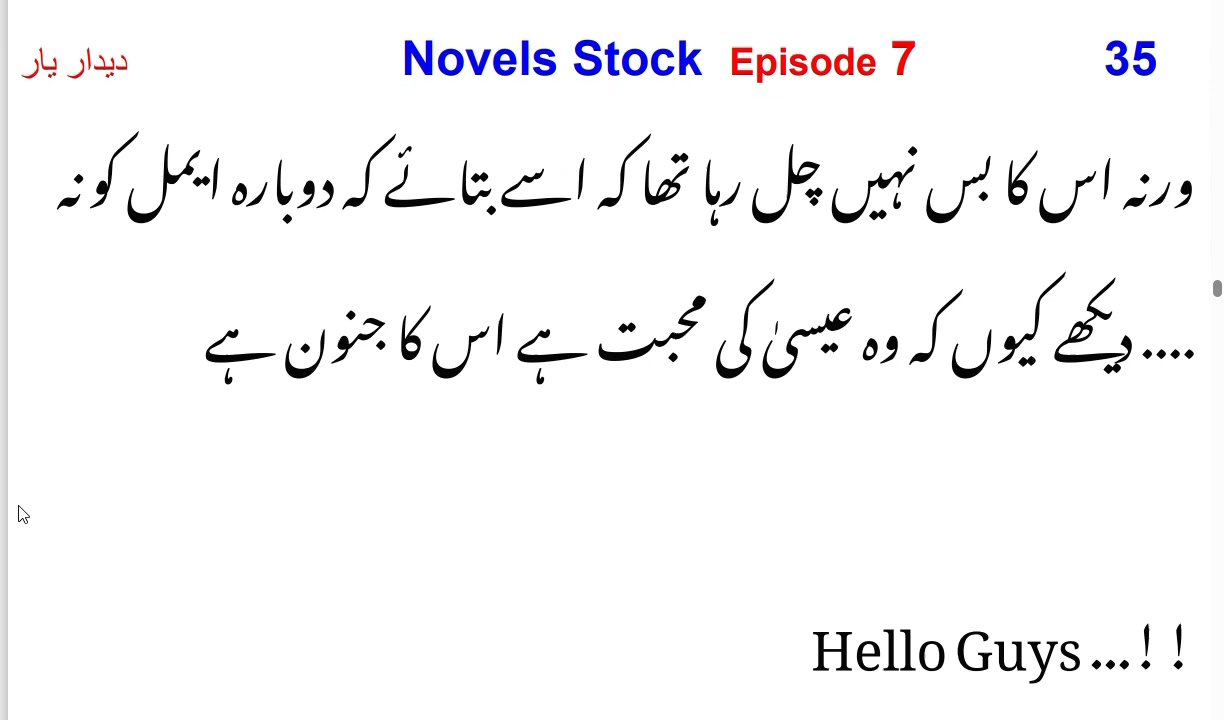 دیدار یار Novels Stock Episode 7 35
ورنہ اس کا بس نہیں چل رہا تھا کہ اسے بتائے کہ دوبارہ ایمل کو نہ
....دیکھے کیوں کہ وہ عیسیٰ کی محبت ہے اس کا جنون ہے
Hello Guys...! !